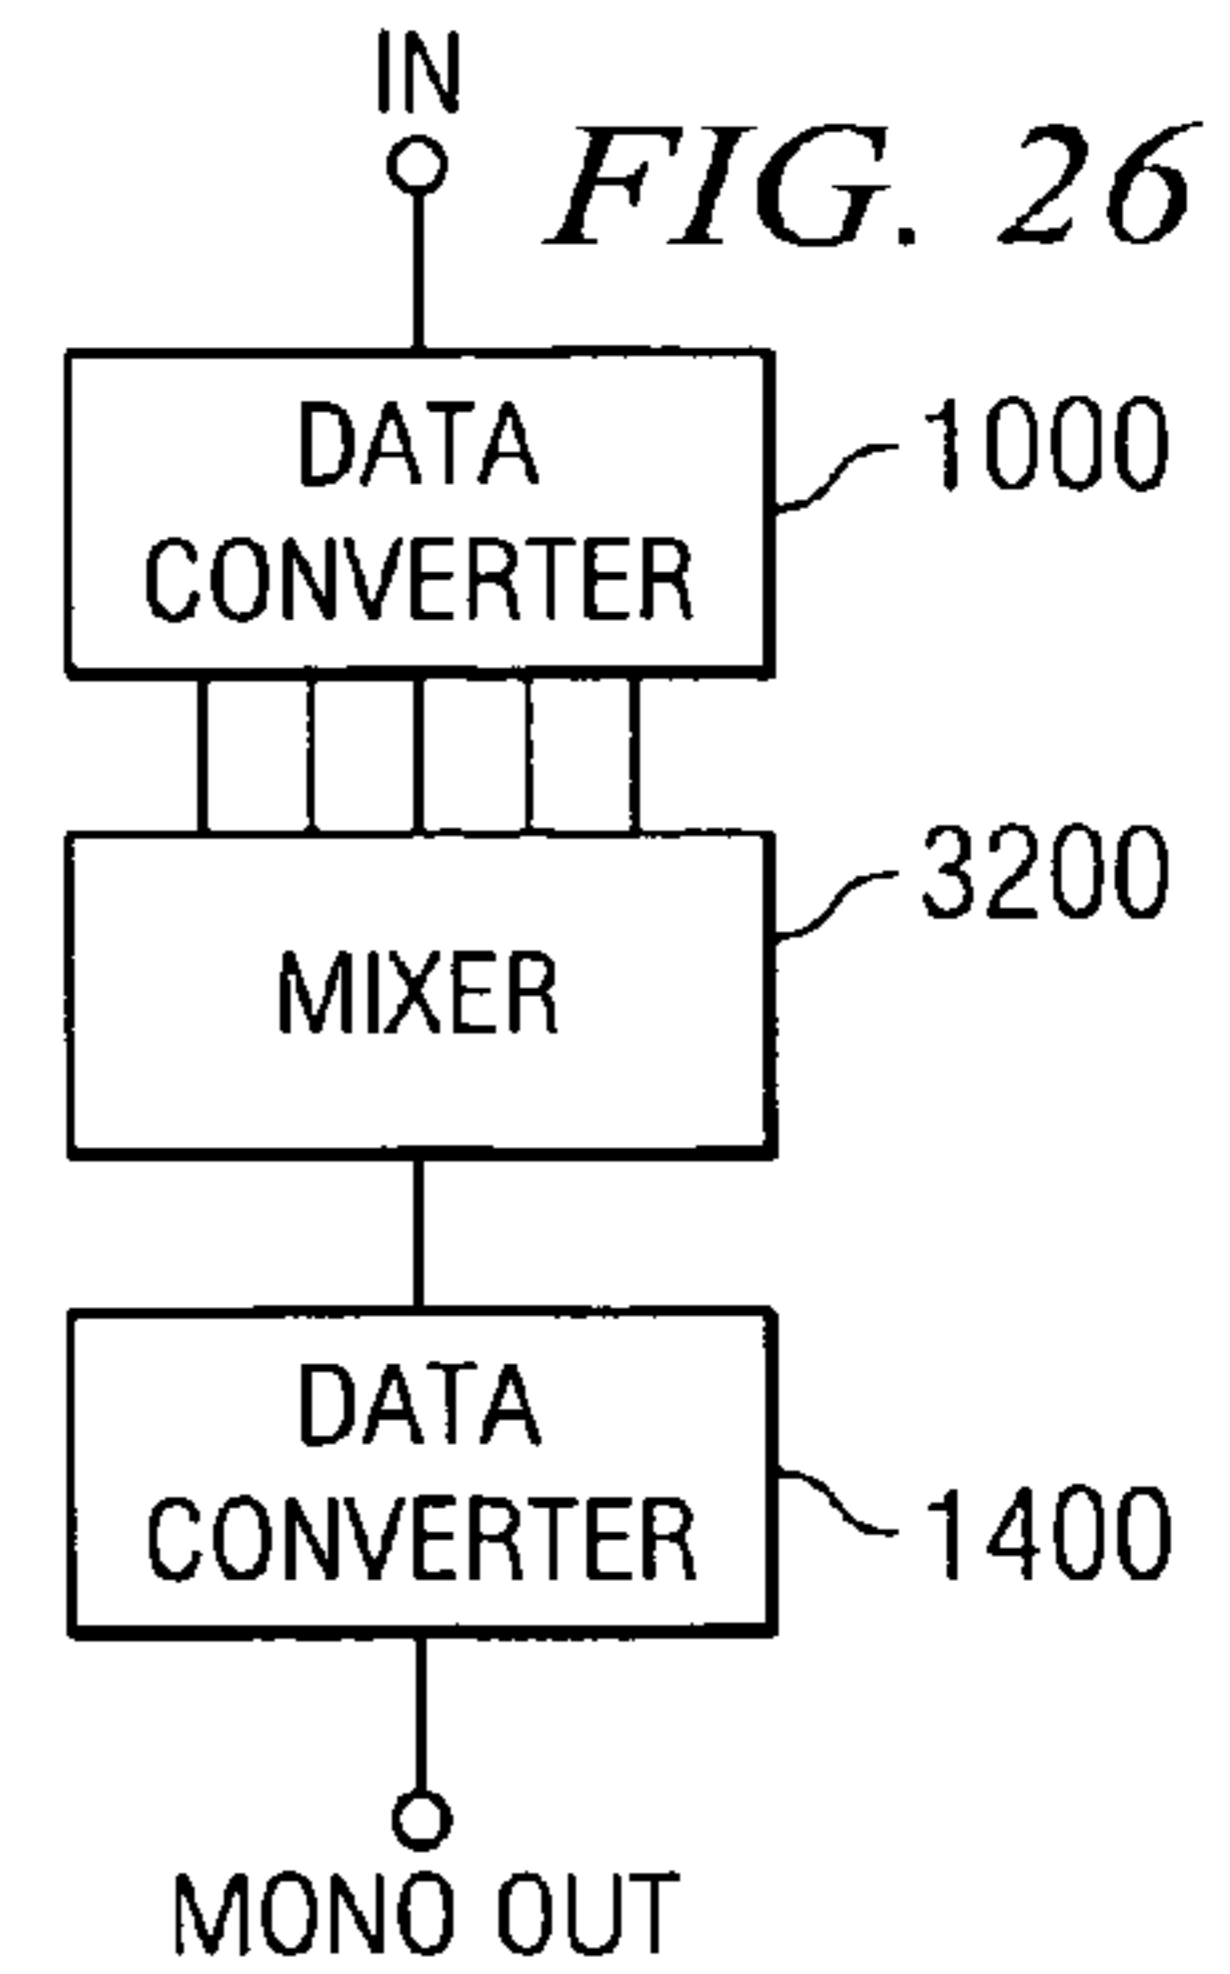 IN
FIG. 26
DATA
CONVERTER
1000
3200
MIXER
DATA
CONVERTER
1400
MONO OUT